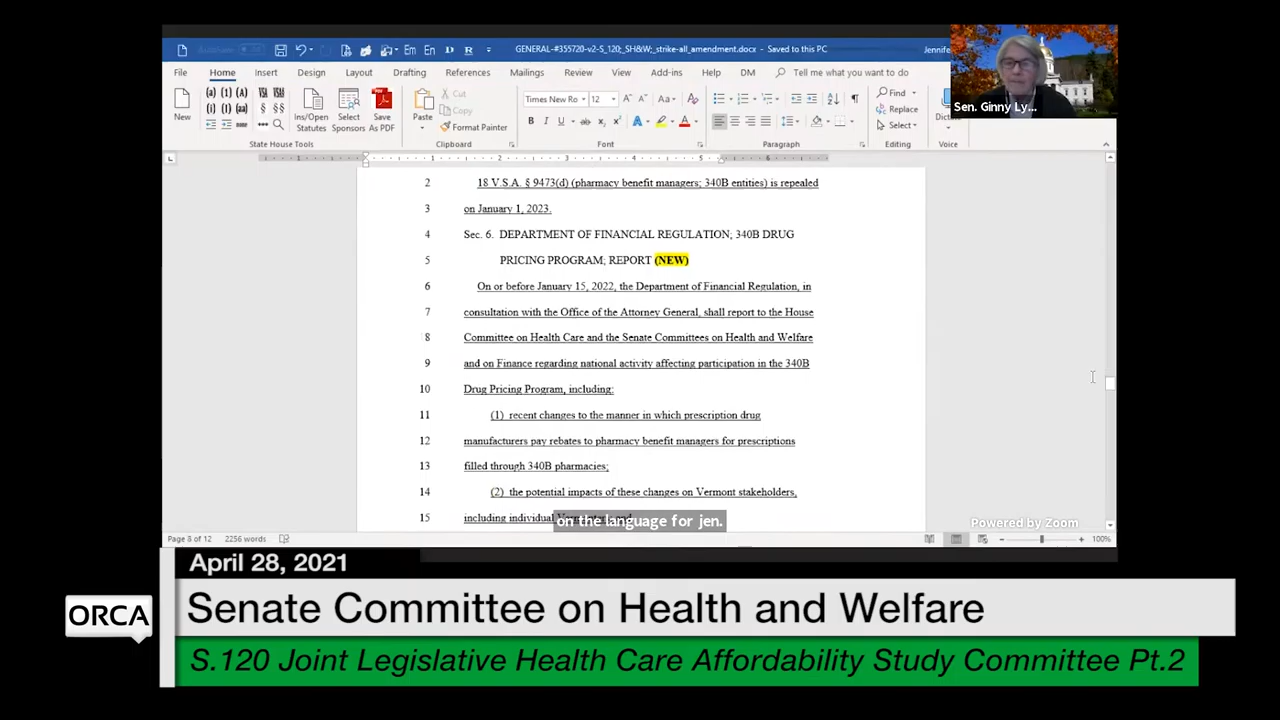 GENERAL-#355720-v2-S_120;_SH&W;_strike-all_amendment.docx - Saved to this PC
Jennife
File Home Insert Design Layout Drafting References Mailings Review View Add-ins Help DM Tell me what you want to do
New
Ins/Open Statutes
Select Sponsors
Save As PDF
State House Tools
Paste
Cut
Copy
Format Painter
Clipboard
Times New Ro
12
Font
Paragraph
Find
Replace
Select
Editing
Voice
Sen. Ginny Ly...
2 18 V.S.A. § 9473(d) (pharmacy benefit managers; 340B entities) is repealed
3 on January 1, 2023.
4 Sec. 6. DEPARTMENT OF FINANCIAL REGULATION; 340B DRUG
5 PRICING PROGRAM; REPORT (NEW)
6 On or before January 15, 2022, the Department of Financial Regulation, in
7 consultation with the Office of the Attorney General, shall report to the House
8 Committee on Health Care and the Senate Committees on Health and Welfare
9 and on Finance regarding national activity affecting participation in the 340B
10 Drug Pricing Program, including:
11 (1) recent changes to the manner in which prescription drug
12 manufacturers pay rebates to pharmacy benefit managers for prescriptions
13 filled through 340B pharmacies;
14 (2) the potential impacts of these changes on Vermont stakeholders,
15 including individual
on the language for jen.
Powered by Zoom
Page 8 of 12 2256 words
100%
April 28, 2021
ORCA
Senate Committee on Health and Welfare
S.120 Joint Legislative Health Care Affordability Study Committee Pt.2